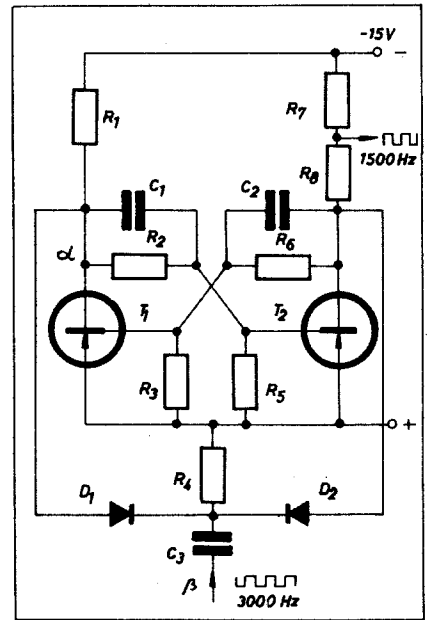 -15V -
R7
R1
1500 Hz
R8
C1 C2
R2 R6
α
T1 T2
R3 R5
+
R4
D1 D2
C3
β
3000 Hz